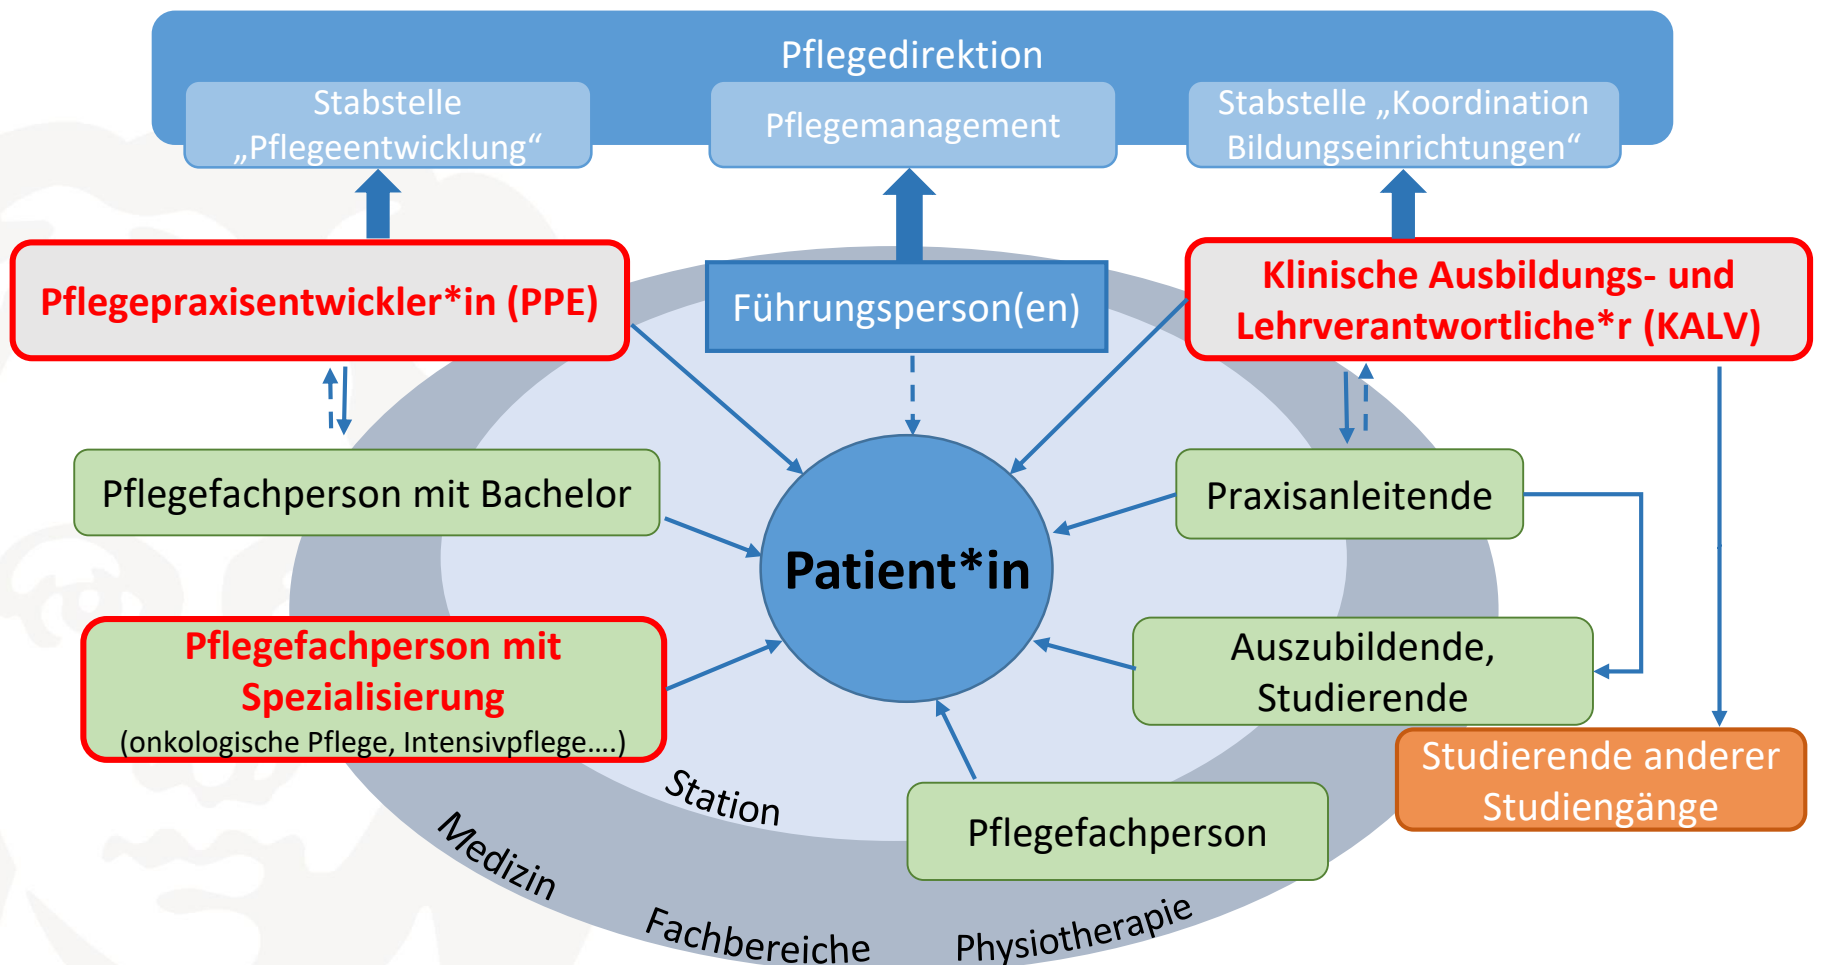 Pflegedirektion
Stabstelle
„Pflegeentwicklung“
Pflegemanagement
Stabstelle „Koordination
Bildungseinrichtungen“
Pflegepraxisentwickler*in (PPE)
Führungsperson(en)
Klinische Ausbildungs- und
Lehrverantwortliche*r (KALV)
Pflegefachperson mit Bachelor
Praxisanleitende
Patient*in
Pflegefachperson mit
Spezialisierung
(onkologische Pflege, Intensivpflege....)
Auszubildende,
Studierende
Studierende anderer
Studiengänge
Pflegefachperson
Station
Medizin
Fachbereiche
Physiotherapie